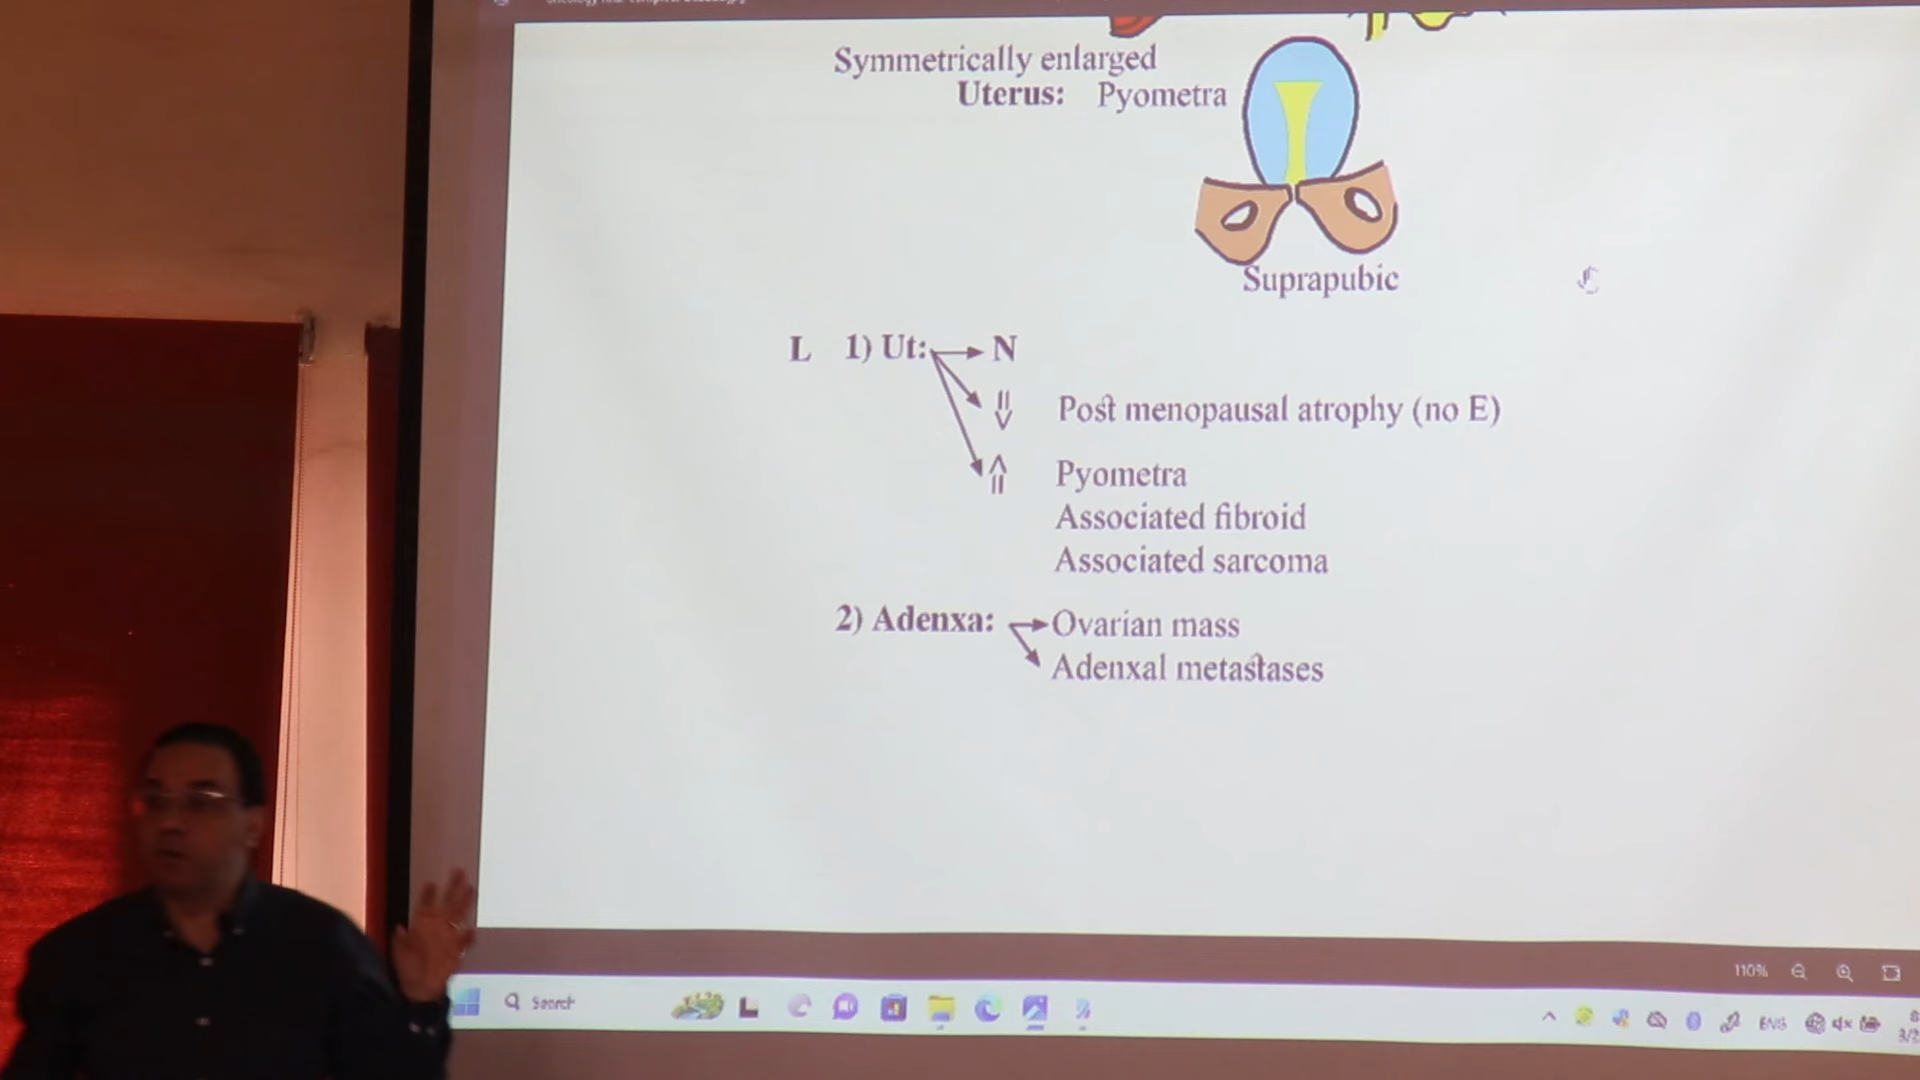 Symmetrically enlarged
Uterus: Pyometra
Suprapubic
L 1) Ut: N
Post menopausal atrophy (no E)
Pyometra
Associated fibroid
Associated sarcoma
2) Adenxa: Ovarian mass
Adenxal metastases
110%
Search
ENG